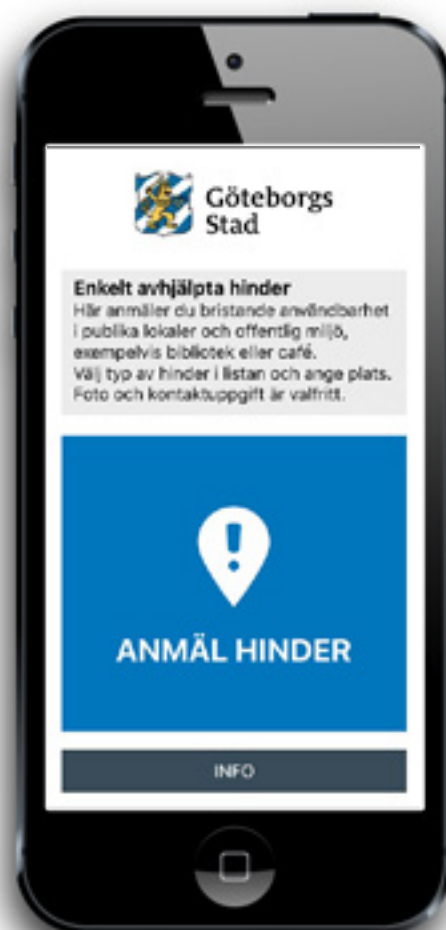 Göteborgs
Stad
Enkelt avhjälpta hinder
Här anmäler du bristande användbarhet
i publika lokaler och offentlig miljö,
exempelvis bibliotek eller café.
Välj typ av hinder i listan och ange plats.
Foto och kontaktuppgift är valfritt.
ANMÄL HINDER
INFO